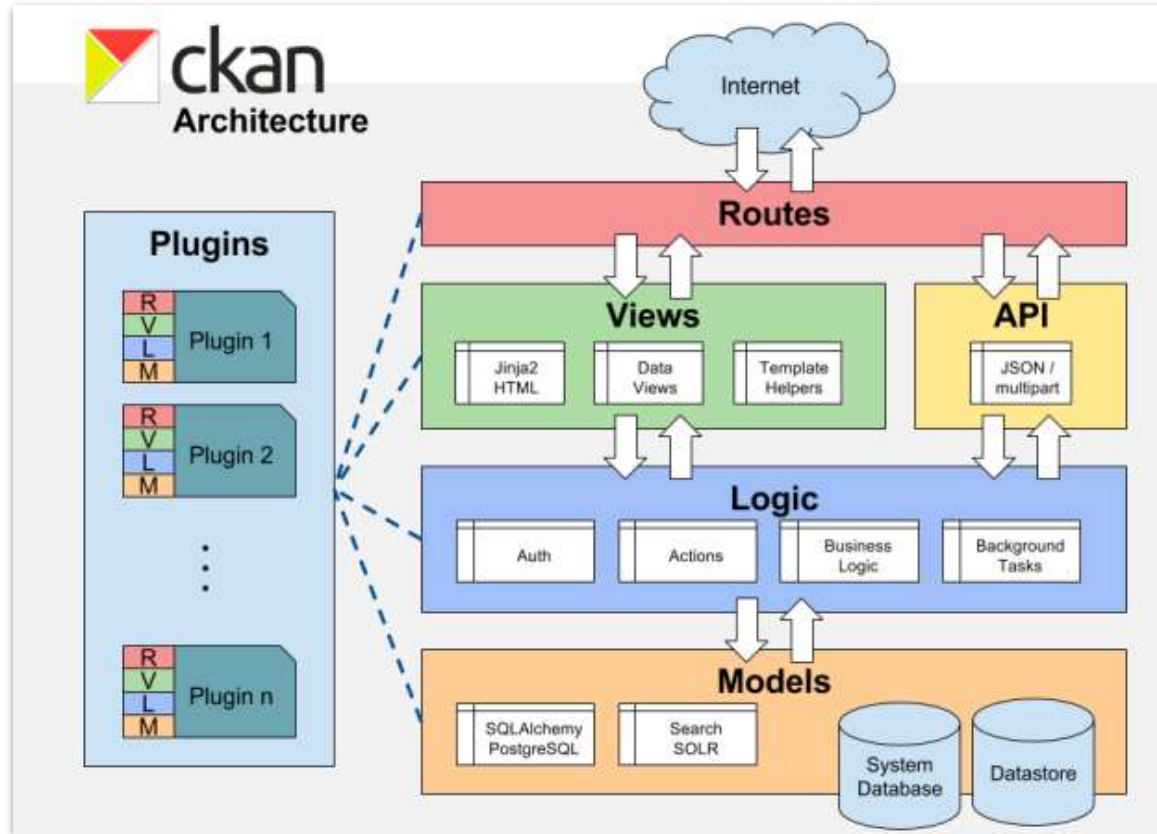 ckan
Architecture
Internet
Routes
Plugins
R
V
L
M
Plugin 1
R
V
L
M
Plugin 2
R
V
L
M
Plugin n
Views
Jinja2
HTML
Data
Views
Template
Helpers
API
JSON /
multipart
Logic
Auth
Actions
Business
Logic
Background
Tasks
Models
SQLAlchemy
PostgreSQL
Search
SOLR
System
Database
Datastore